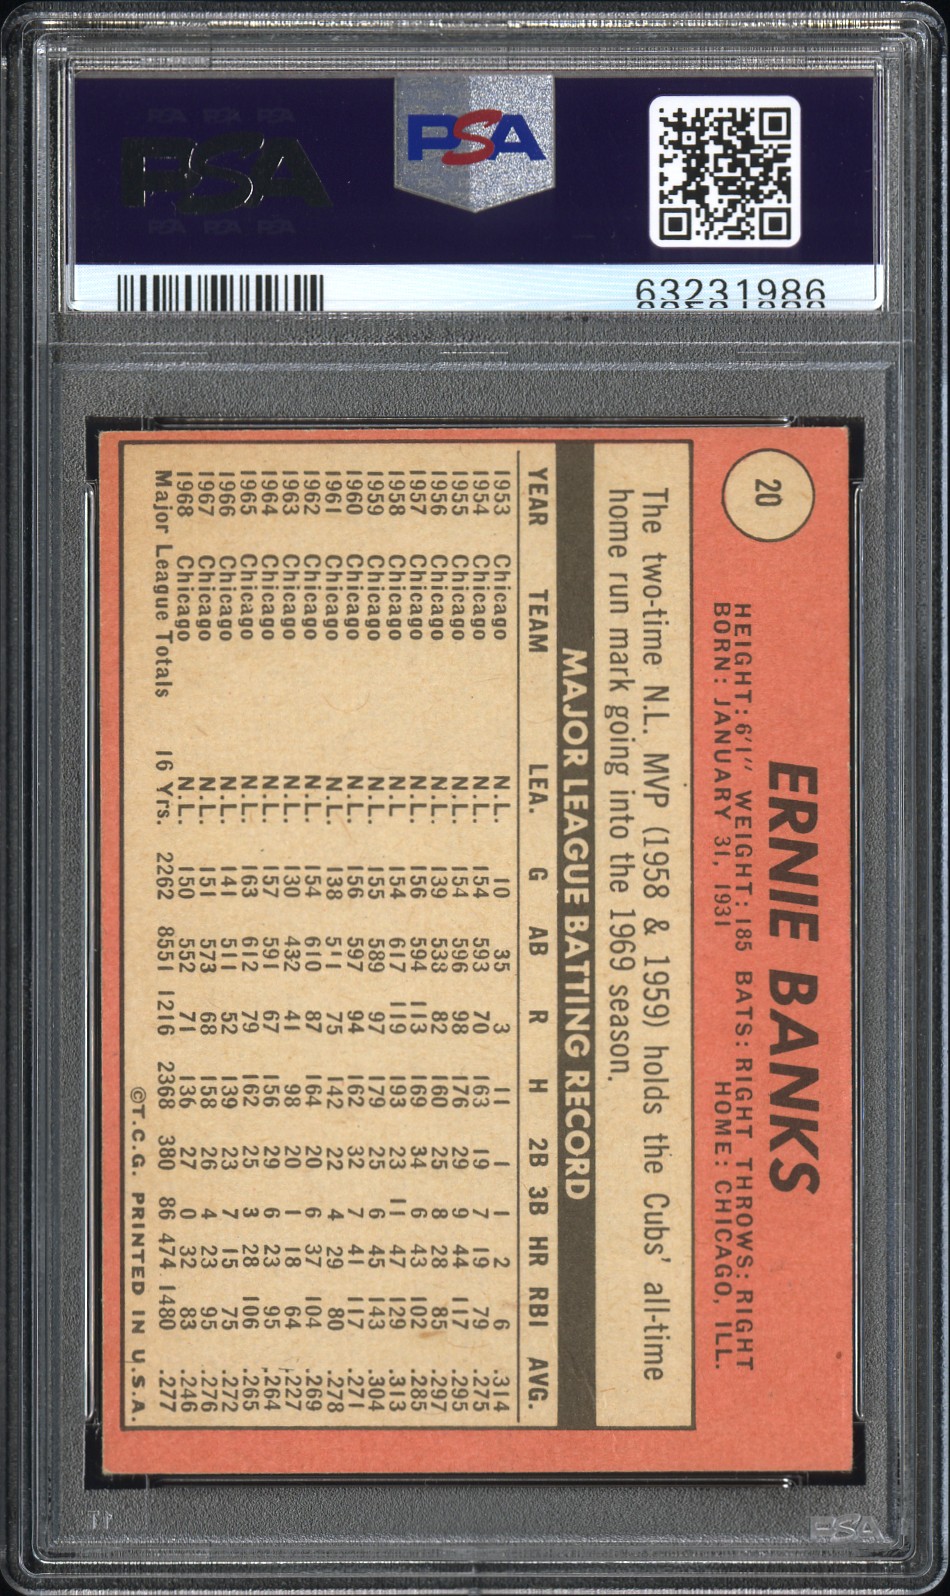 PSA PSA PSA
PSA
PSA PSA PSA
PSA
63231986
20
ERNIE BANKS
HEIGHT: 6'1" WEIGHT: 185 BATS: RIGHT THROWS: RIGHT
BORN: JANUARY 31, 1931 HOME: CHICAGO, ILL.
The two-time N.L. MVP (1958 & 1959) holds the Cubs' all-time
home run mark going into the 1969 season.
MAJOR LEAGUE BATTING RECORD
YEAR TEAM LEA. G AB R H 2B 3B HR RBI AVG.
1953 Chicago N.L. 10 35 3 11 1 1 2 6 .314
1954 Chicago N.L. 154 593 70 163 19 7 19 79 .275
1955 Chicago N.L. 154 596 98 176 29 9 44 117 .295
1956 Chicago N.L. 139 538 82 160 25 8 28 85 .297
1957 Chicago N.L. 156 594 113 169 34 6 43 102 .285
1958 Chicago N.L 154 617 119 193 23 11 47 129 .313
1959 Chicago N.L. 155 589 97 179 25 6 45 143 .304
1960 Chicago N.L. 156 597 94 162 32 7 41 117 .271
1961 Chicago N.L. 138 511 75 142 22 4 29 80 .278
1962 Chicago N.L. 154 610 87 164 20 6 37 104 .269
1963 Chicago N.L. 130 432 41 98 20 1 18 64 .227
1964 Chicago N.L. 157 591 67 156 29 6 23 95 .264
1965 Chicago N.L. 163 612 79 162 25 3 28 106 .265
1966 Chicago N.L. 141 511 52 139 23 7 15 75 .272
1967 Chicago N.L. 151 573 68 158 26 4 23 95 .276
1968 Chicago N.L. 150 552 71 136 27 0 32 83 .246
Major League Totals 16 Yrs. 2262 8551 1216 2368 380 86 474 1480 .277
©T.C.G. PRINTED IN U.S.A.
PSA